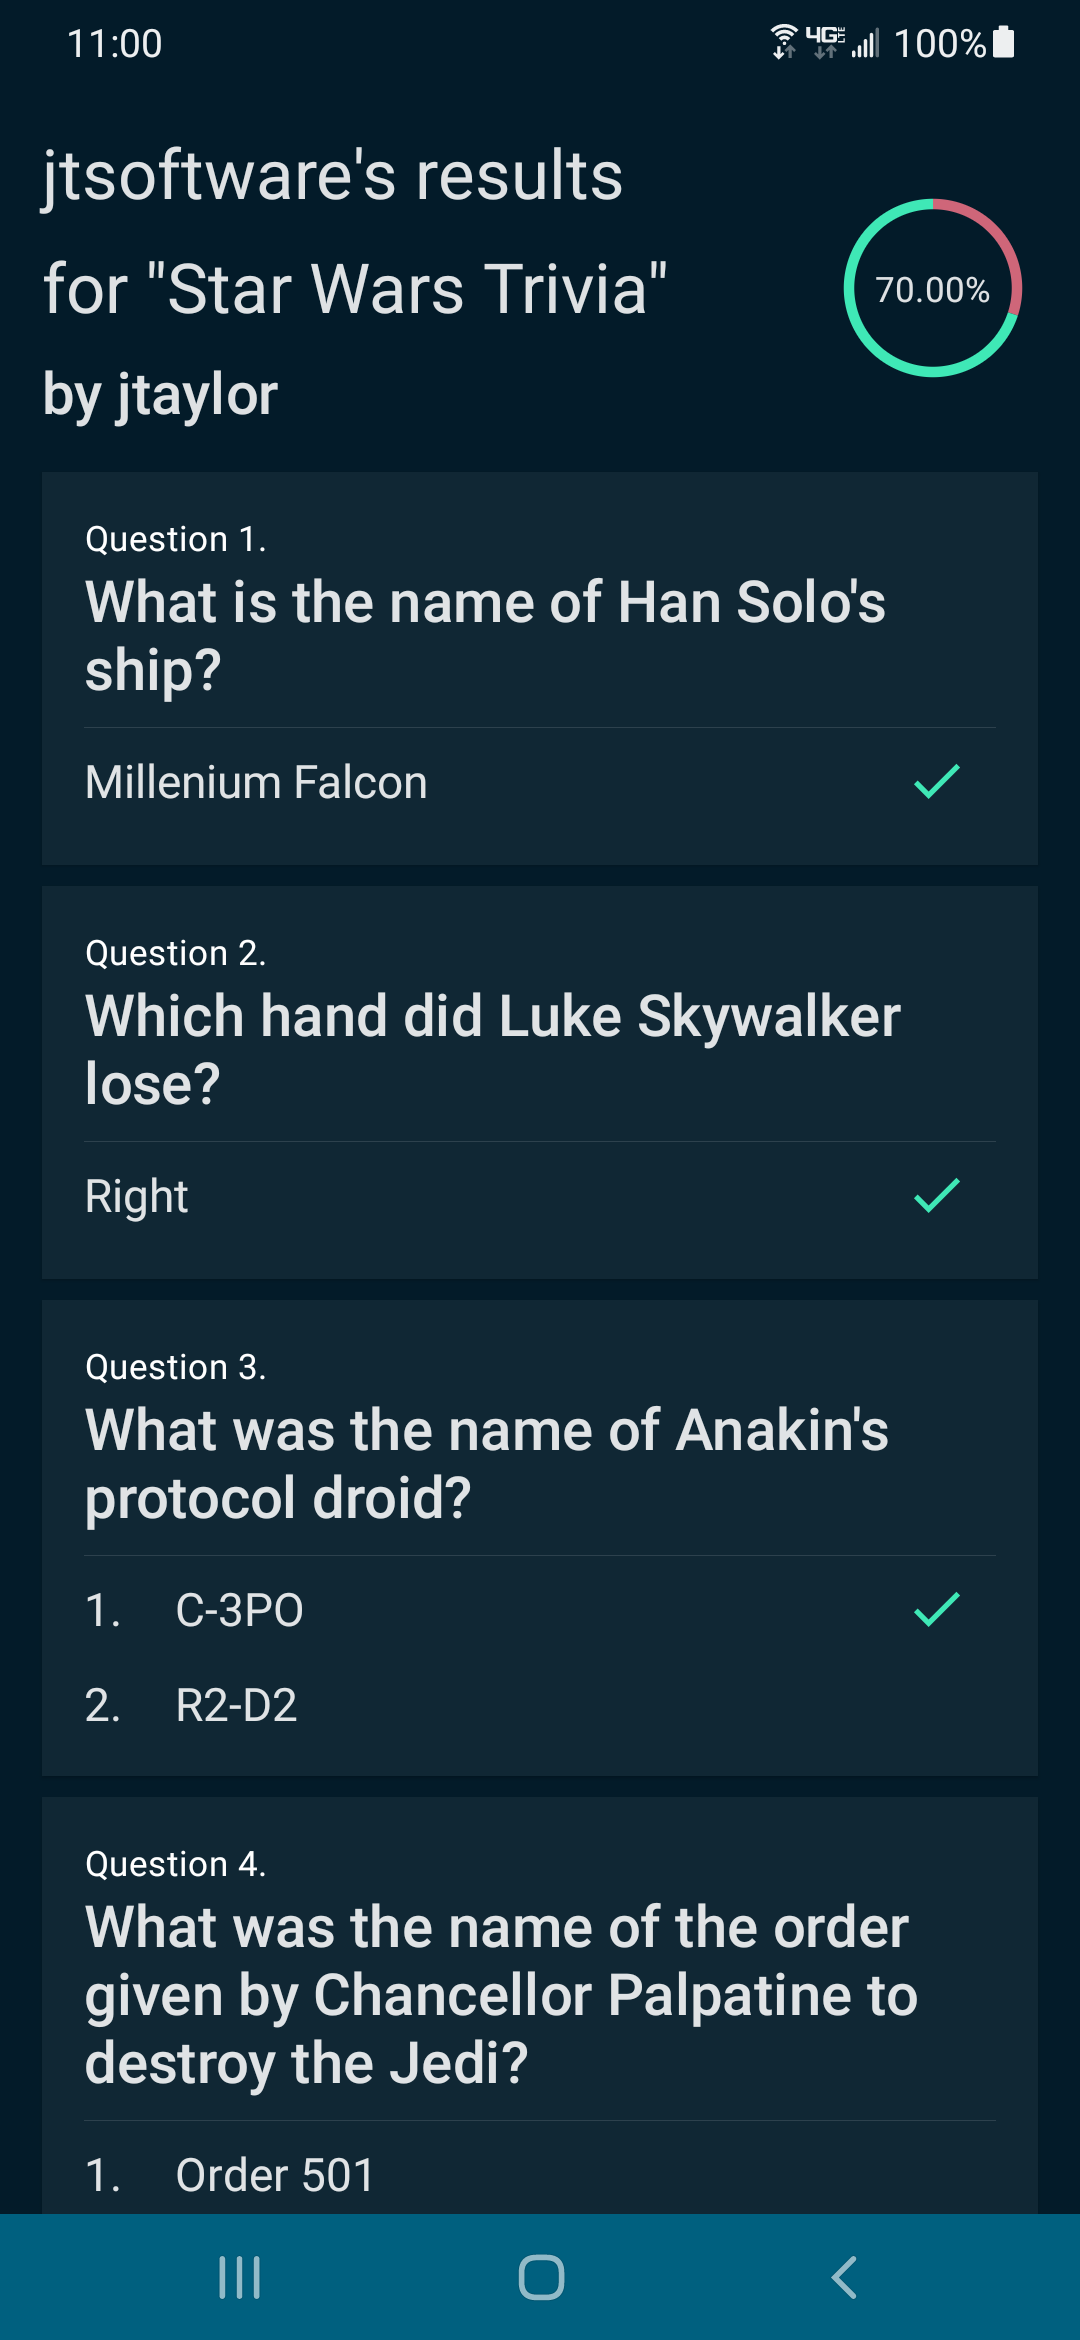 11:00
4G LTE 100%
jtsoftware's results
for "Star Wars Trivia"
by jtaylor
70.00%
Question 1.
What is the name of Han Solo's
ship?
Millenium Falcon
Question 2.
Which hand did Luke Skywalker
lose?
Right
Question 3.
What was the name of Anakin's
protocol droid?
1. C-3PO
2. R2-D2
Question 4.
What was the name of the order
given by Chancellor Palpatine to
destroy the Jedi?
1. Order 501